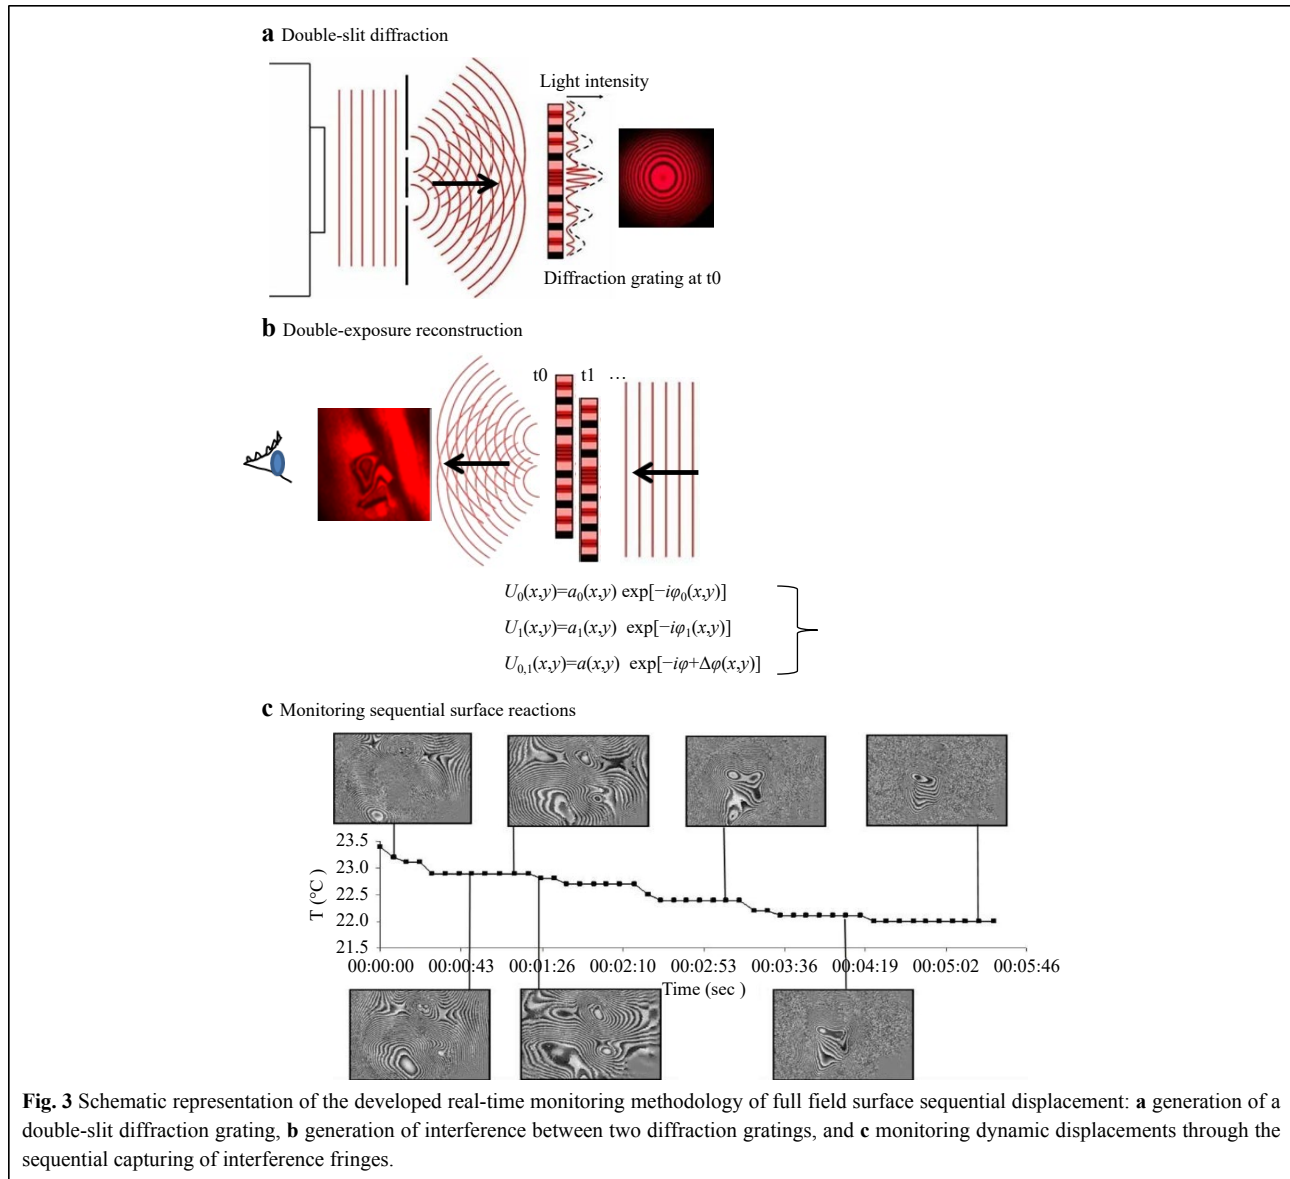 a Double-slit diffraction
Light intensity
Diffraction grating at t0
b Double-exposure reconstruction
t0 t1 ...
U0(x,y)=a0(x,y) exp[−iφ0(x,y)]
U1(x,y)=a1(x,y) exp[−iφ1(x,y)]
U0,1(x,y)=a(x,y) exp[−iφ+Δφ(x,y)]
c Monitoring sequential surface reactions
23.5
23.0
22.5
22.0
21.5
T (°C )
00:00:00 00:00:43 00:01:26 00:02:10 00:02:53 00:03:36 00:04:19 00:05:02 00:05:46
Time (sec )
Fig. 3 Schematic representation of the developed real-time monitoring methodology of full field surface sequential displacement: a generation of a
double-slit diffraction grating, b generation of interference between two diffraction gratings, and c monitoring dynamic displacements through the
sequential capturing of interference fringes.